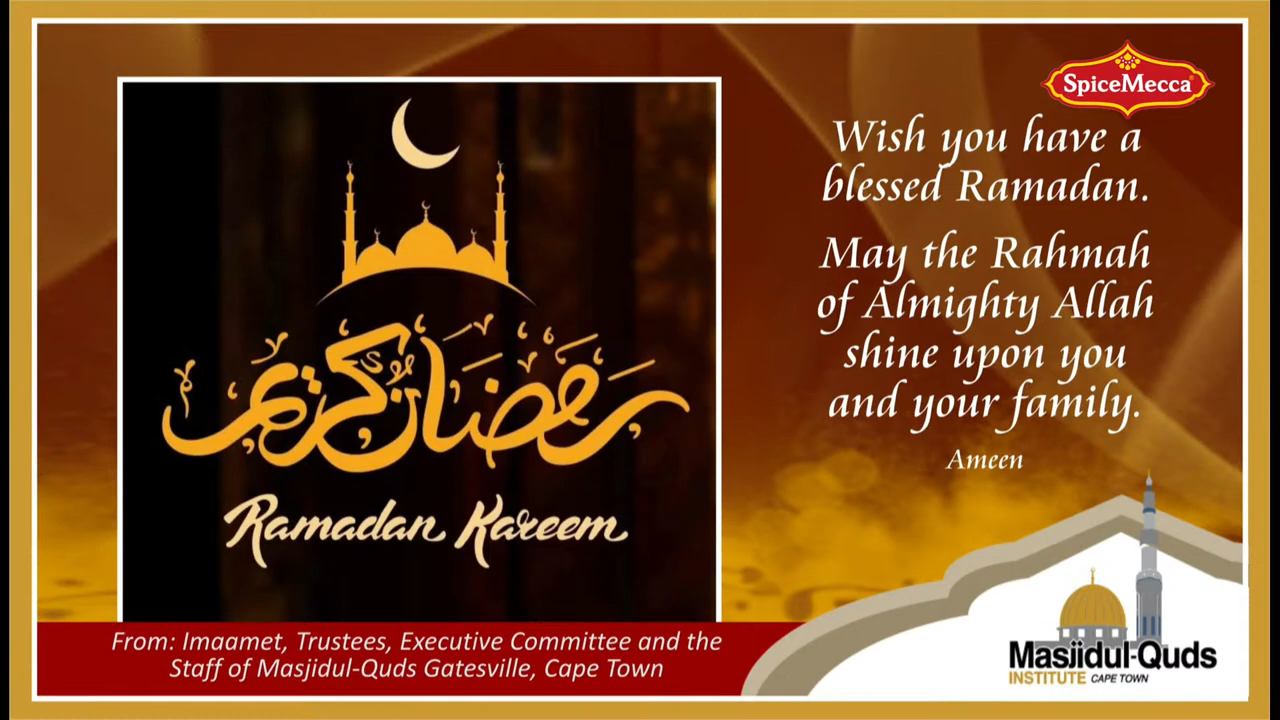 SpiceMecca
Wish you have a
blessed Ramadan.
May the Rahmah
of Almighty Allah
shine upon you
and your family.
Ameen
رمضان كريم
Ramadan Kareem
From: Imaamet, Trustees, Executive Committee and the
Staff of Masjidul-Quds Gatesville, Cape Town
Masjidul-Quds
INSTITUTE CAPE TOWN